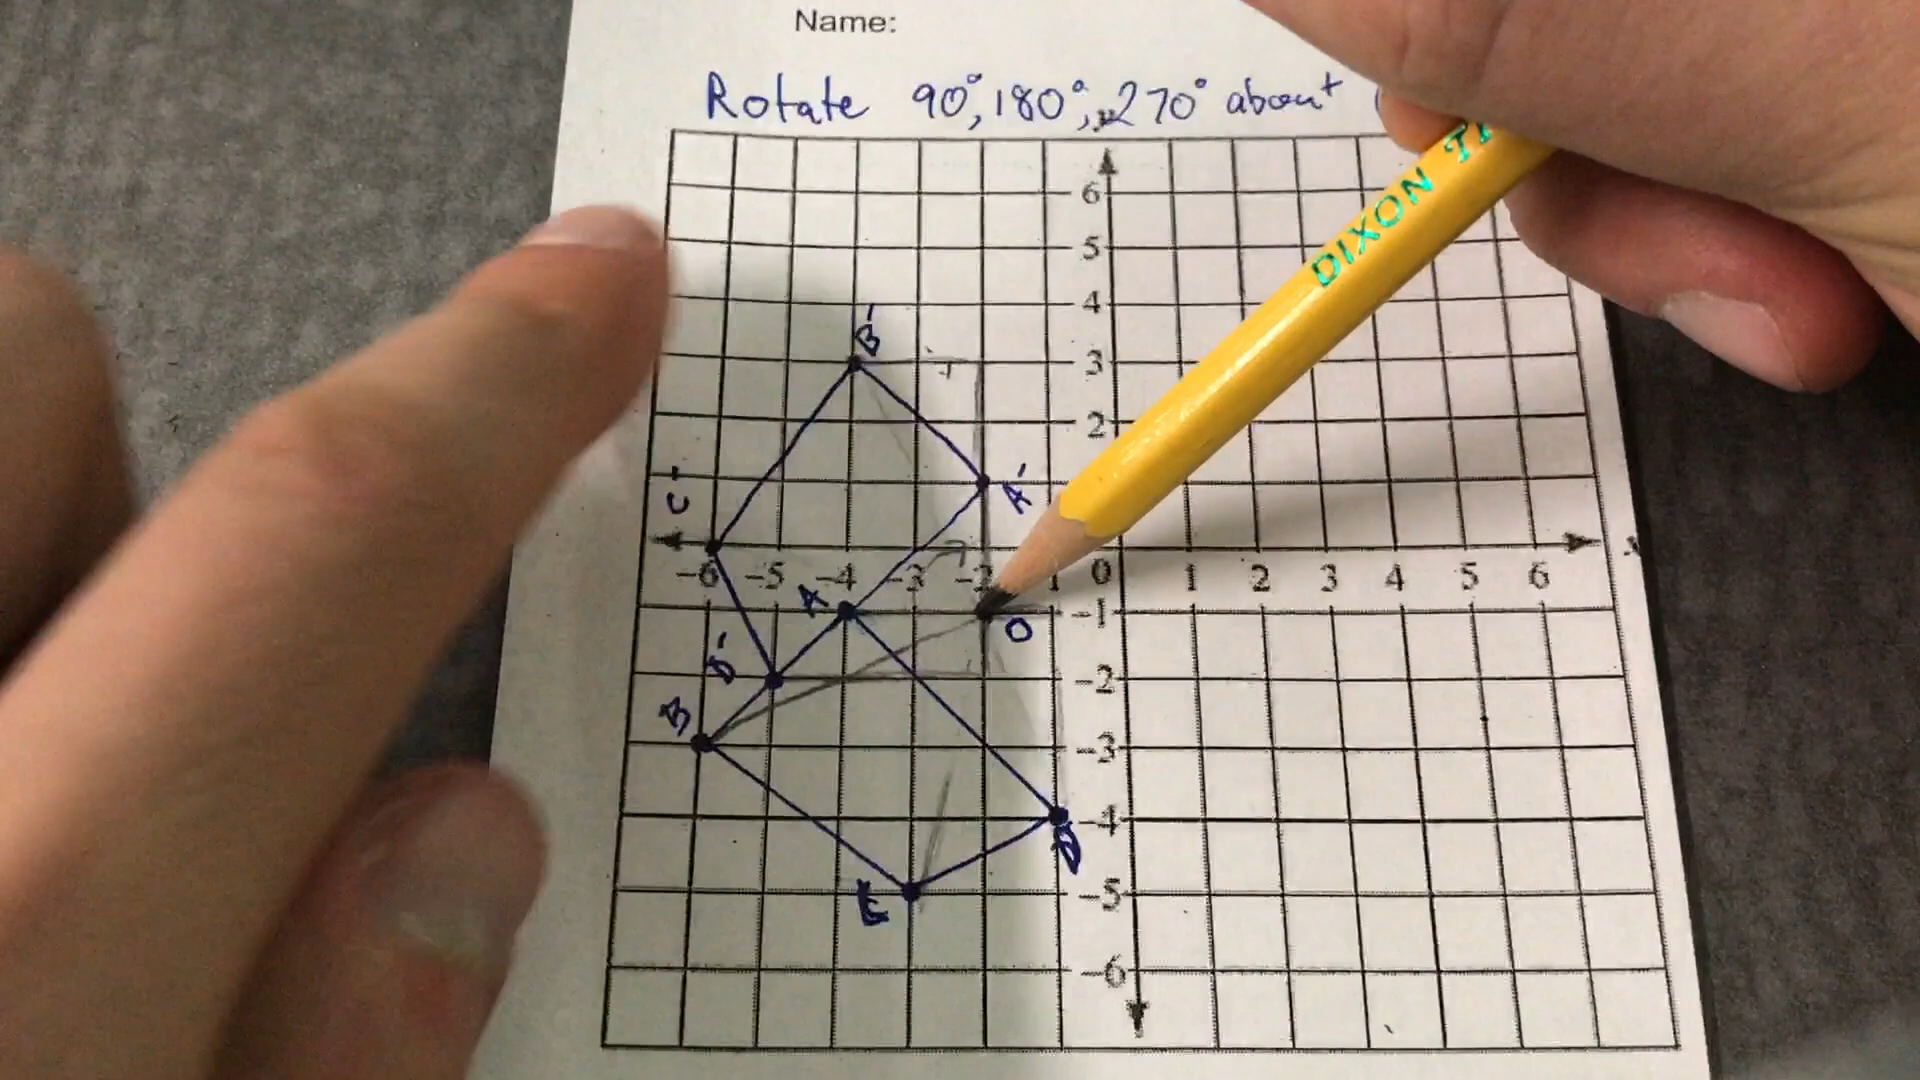 Name:
Rotate 90°, 180°, 270° about
DIXON
6
5
4
B'
3
2
C'
A'
-6 -5 -4 -3 -2 0 1 2 3 4 5 6 x
A
-1
O
D'
-2
B
-3
-4
D
-5
-6